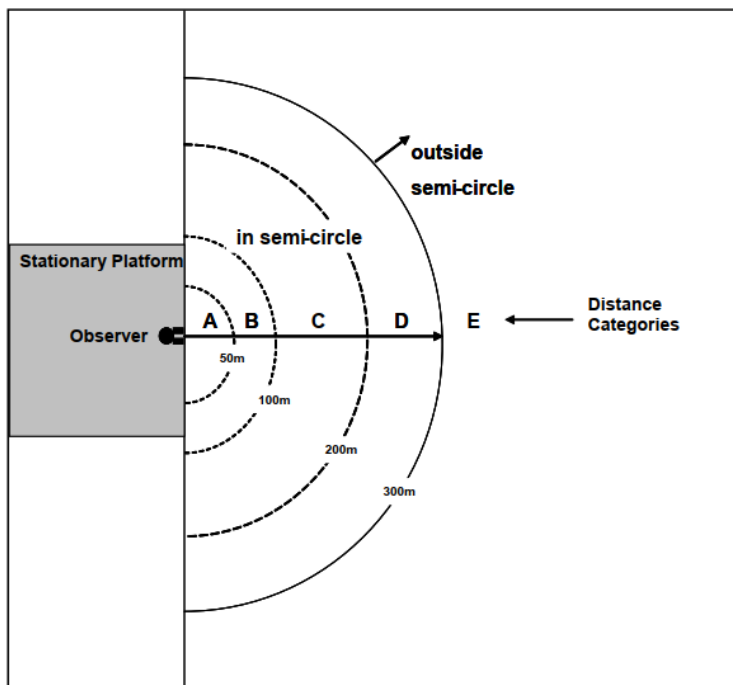 outside
semi-circle
in semi-circle
Stationary Platform
A B C D E
Distance
Categories
Observer
50m
100m
200m
300m